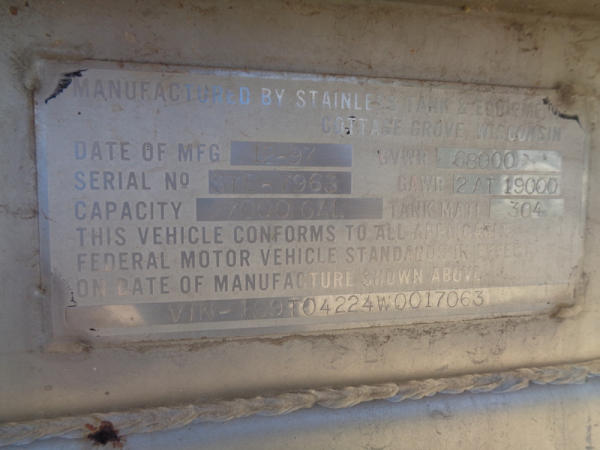 MANUFACTURED BY STAINLESS TANK & EQUIPMENT
COTTAGE GROVE, WISCONSIN
DATE OF MFG 12-97 GVWR 68000
SERIAL Nº GAWR 2 AT 19000
CAPACITY GAL TANK MATL 304
THIS VEHICLE CONFORMS TO ALL APPLICABLE
FEDERAL MOTOR VEHICLE STANDARDS IN EFFECT
ON DATE OF MANUFACTURE SHOWN ABOVE
VIN-